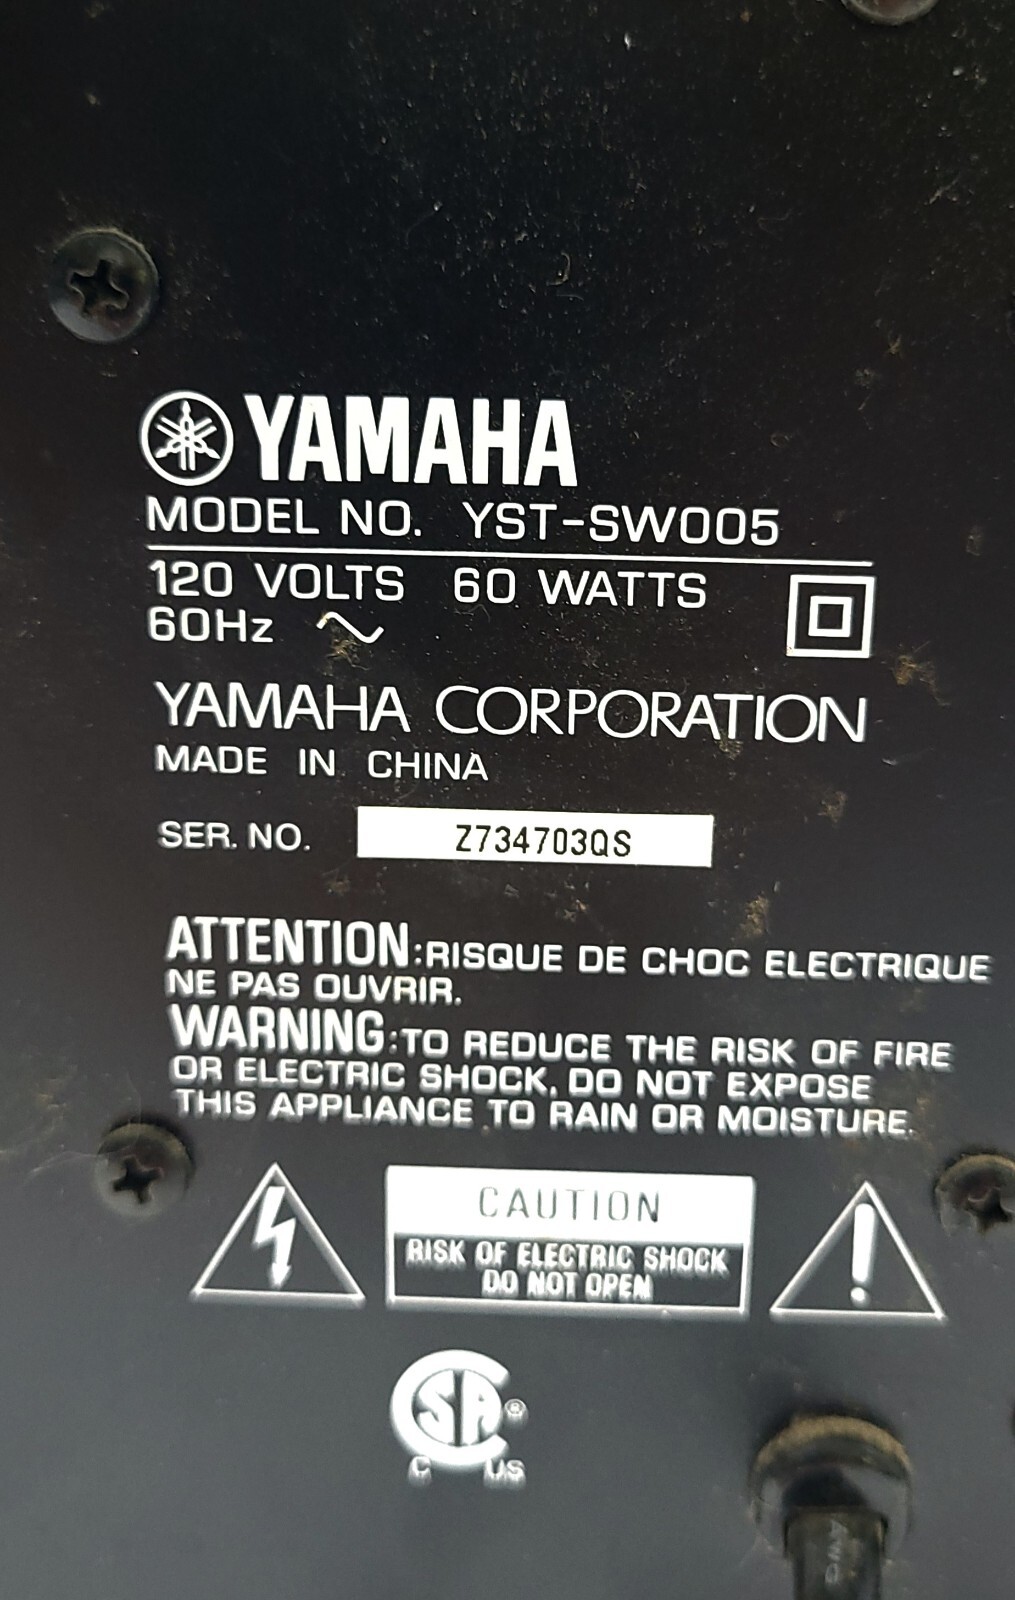 YAMAHA
MODEL NO. YST-SW005
120 VOLTS 60 WATTS
60Hz
YAMAHA CORPORATION
MADE IN CHINA
SER. NO. Z734703QS
ATTENTION:RISQUE DE CHOC ELECTRIQUE
NE PAS OUVRIR.
WARNING:TO REDUCE THE RISK OF FIRE
OR ELECTRIC SHOCK, DO NOT EXPOSE
THIS APPLIANCE TO RAIN OR MOISTURE.
CAUTION
RISK OF ELECTRIC SHOCK
DO NOT OPEN
SA ®
C US